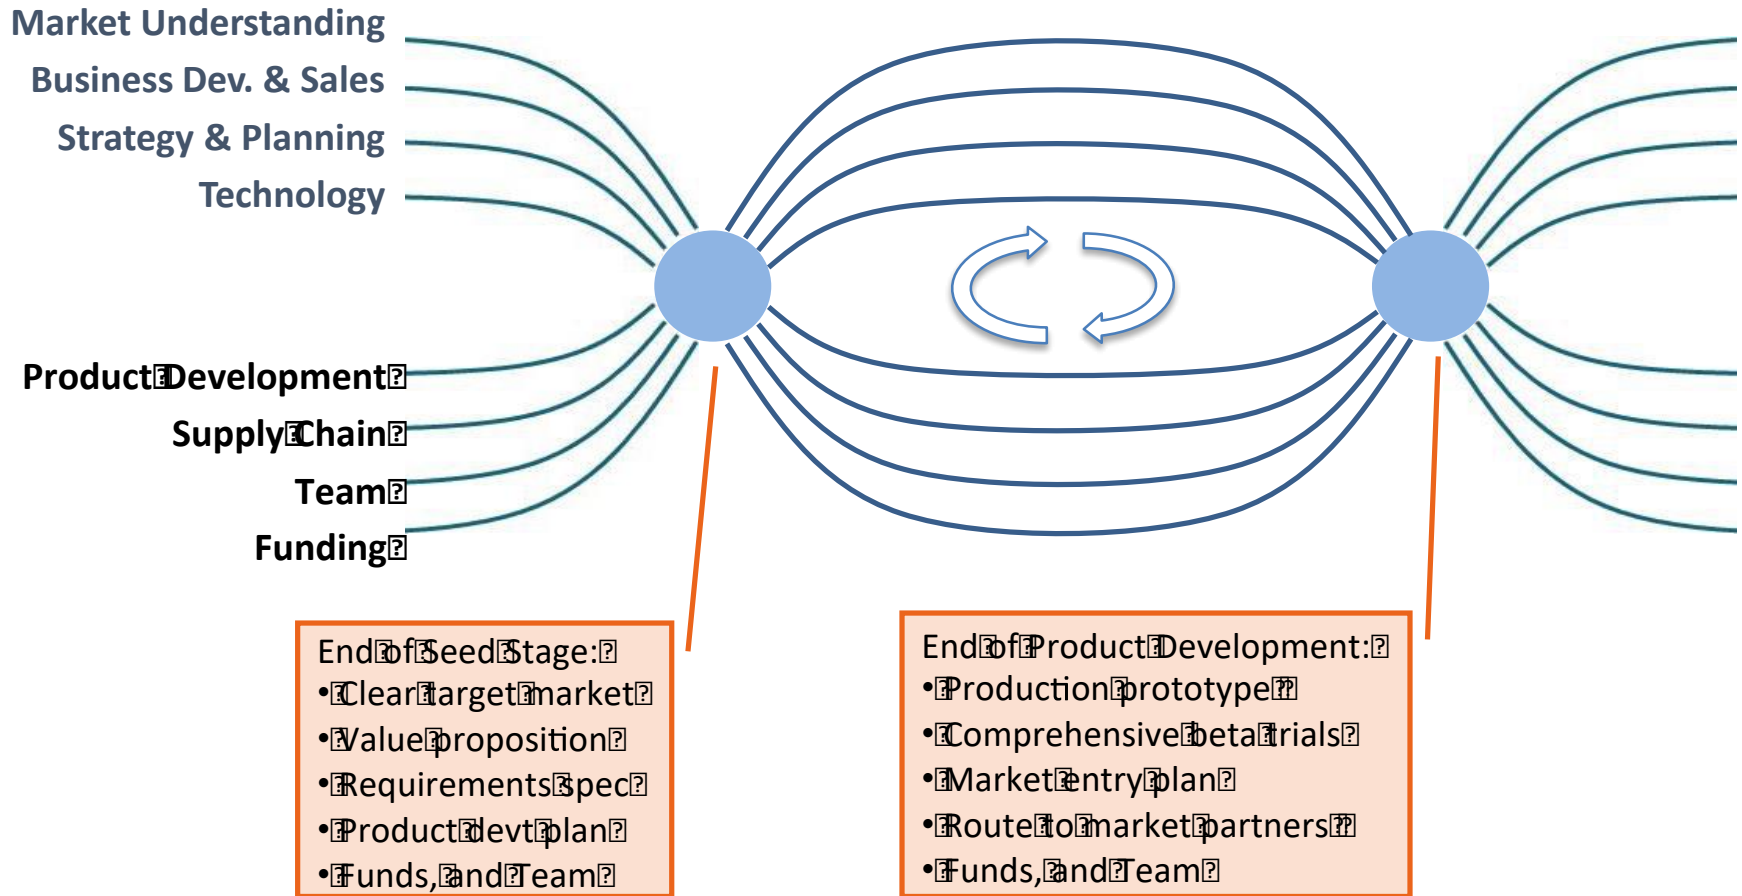 Market Understanding
Business Dev. & Sales
Strategy & Planning
Technology
Product Development
Supply Chain
Team
Funding
End of Seed Stage:
• Clear target market
• Value proposition
• Requirements spec
• Product devt plan
• Funds, and Team
End of Product Development:
• Production prototype
• Comprehensive beta trials
• Market entry plan
• Route to market partners
• Funds, and Team